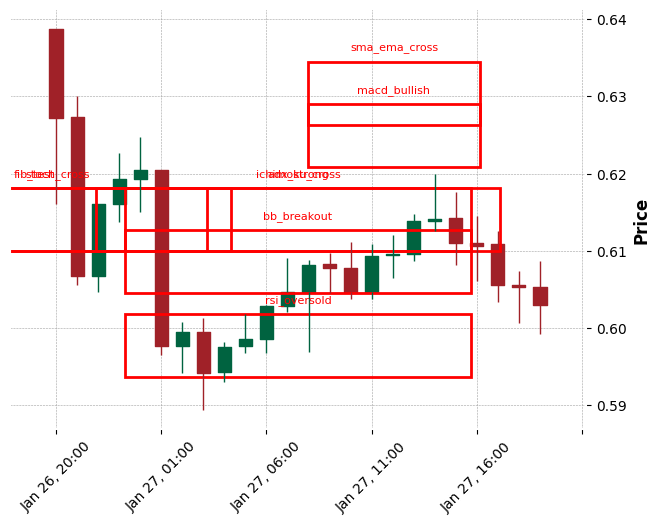 0.64
sma_ema_cross
0.63
macd_bullish
0.62
bb_breakout
0.61
Price
0.60
0.59
Jan 26, 20:00
Jan 27, 01:00
Jan 27, 06:00
Jan 27, 11:00
Jan 27, 16:00